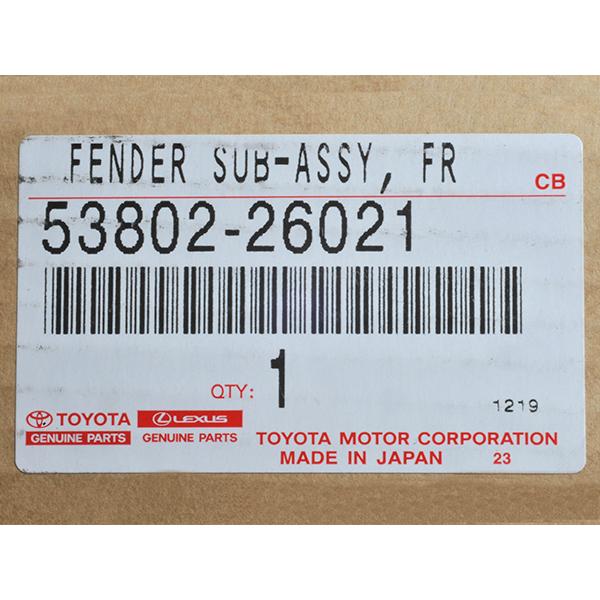 FENDER SUB-ASSY, FR
CB
53802-26021
QTY: 1
1219
TOYOTA
GENUINE PARTS
LEXUS
GENUINE PARTS
TOYOTA MOTOR CORPORATION
MADE IN JAPAN 23